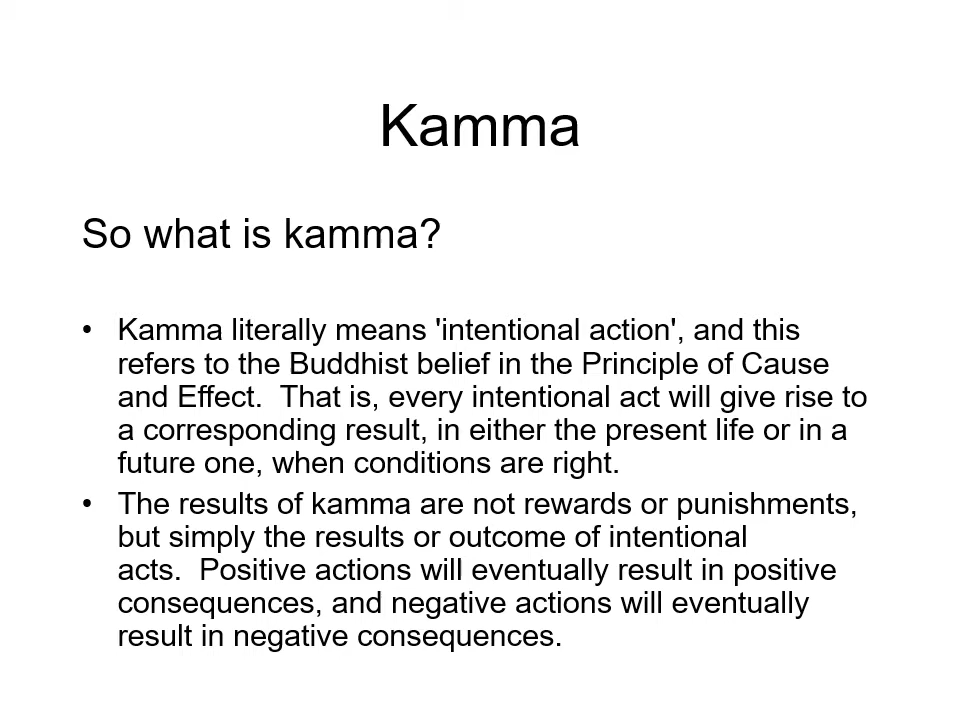 Kamma
So what is kamma?
• Kamma literally means 'intentional action', and this
refers to the Buddhist belief in the Principle of Cause
and Effect.  That is, every intentional act will give rise to
a corresponding result, in either the present life or in a
future one, when conditions are right.
• The results of kamma are not rewards or punishments,
but simply the results or outcome of intentional
acts.  Positive actions will eventually result in positive
consequences, and negative actions will eventually
result in negative consequences.